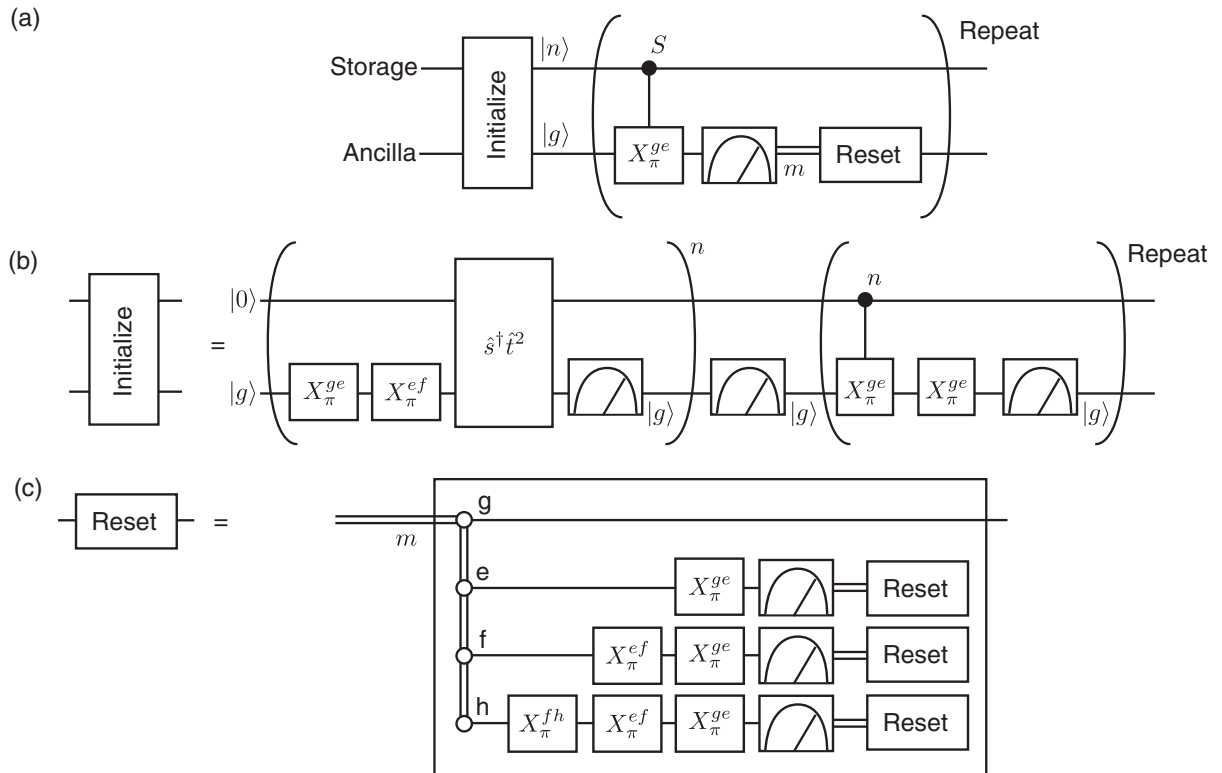 (a)
Repeat
Storage
Initialize
|n⟩
S
Ancilla
|g⟩
X_π^{ge}
m
Reset
(b)
Repeat
Initialize
=
|0⟩
n
n
|g⟩
X_π^{ge}
X_π^{ef}
ŝ†t̂²
|g⟩
|g⟩
X_π^{ge}
X_π^{ge}
|g⟩
(c)
Reset
=
m
g
e
X_π^{ge}
Reset
f
X_π^{ef}
X_π^{ge}
Reset
h
X_π^{fh}
X_π^{ef}
X_π^{ge}
Reset